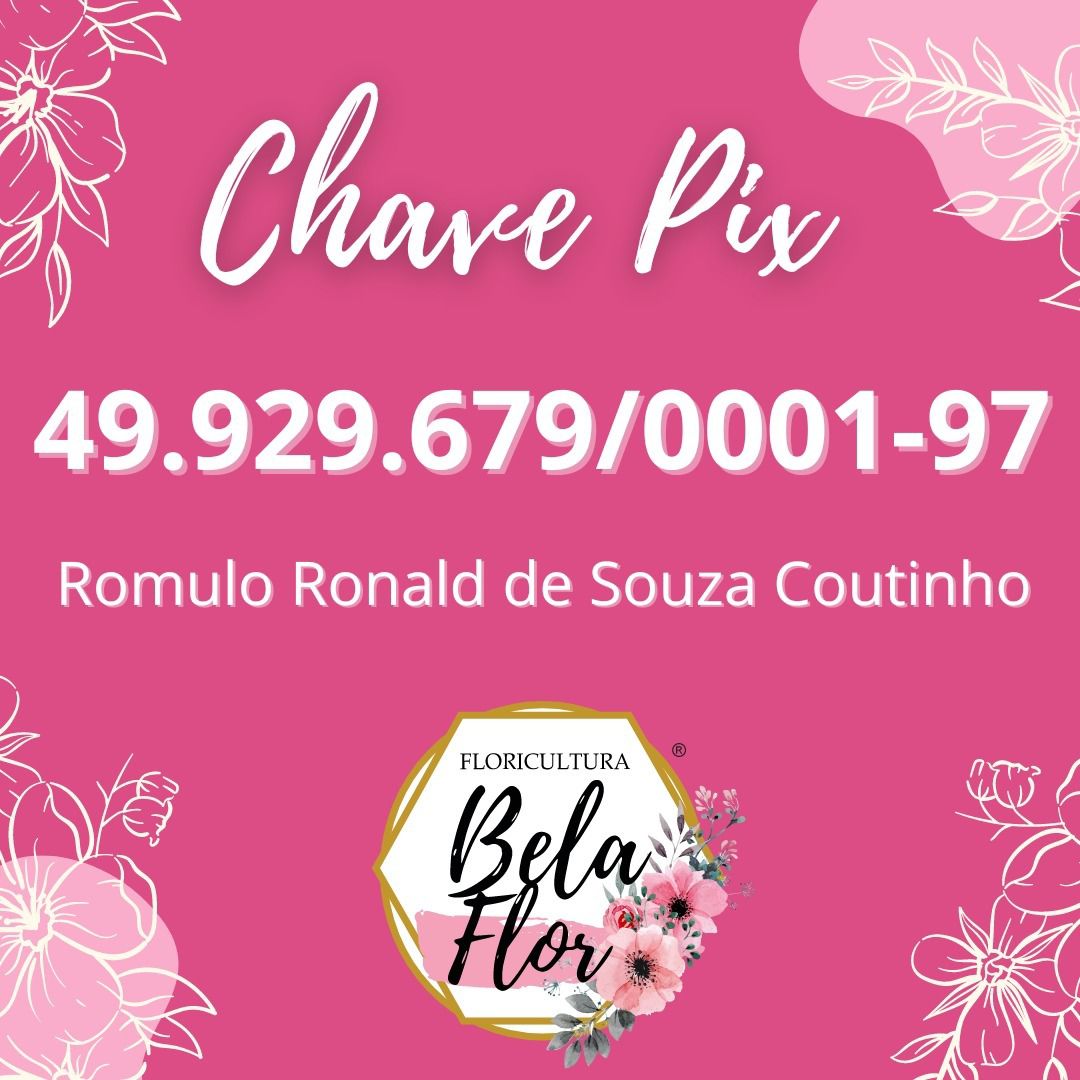 Chave Pix
49.929.679/0001-97
Romulo Ronald de Souza Coutinho
FLORICULTURA ®
Bela
Flor